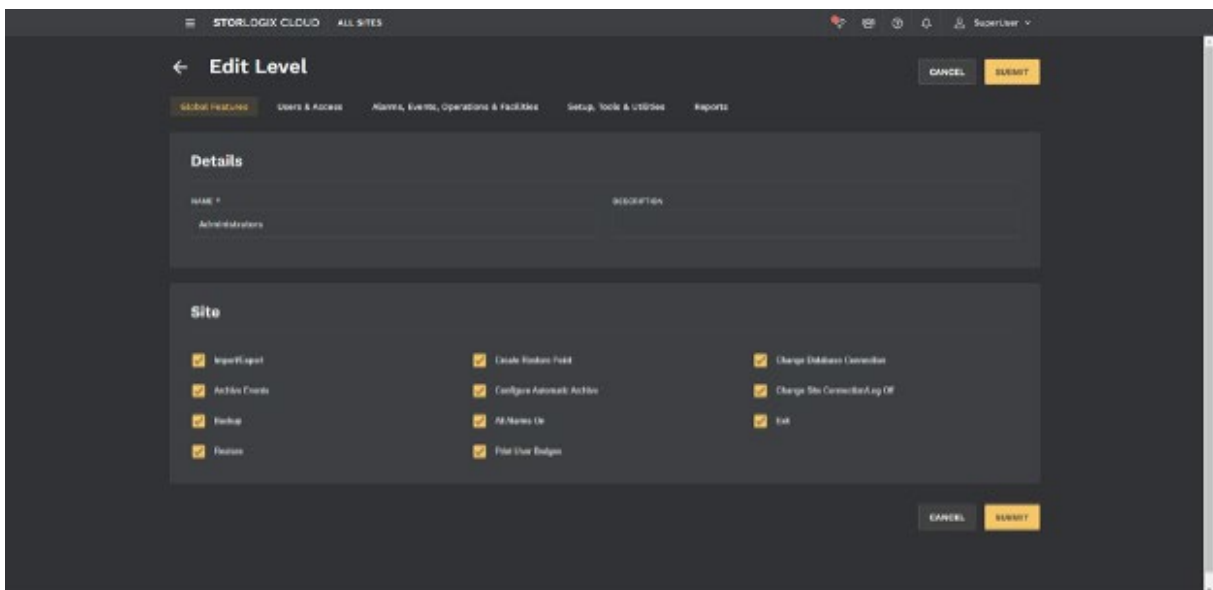 STORLOGIX CLOUD ALL SITES SuperUser
Edit Level
CANCEL SUBMIT
Global Features Users & Access Alarms, Events, Operations & Facilities Setup, Tools & Utilities Reports
Details
NAME * DESCRIPTION
Administrators
Site
Import/Export Create Restore Point Change Database Connection
Archive Events Configure Automatic Archive Change Site Connection/Log Off
Backup All Alarms On Exit
Restore Print User Badges
CANCEL SUBMIT